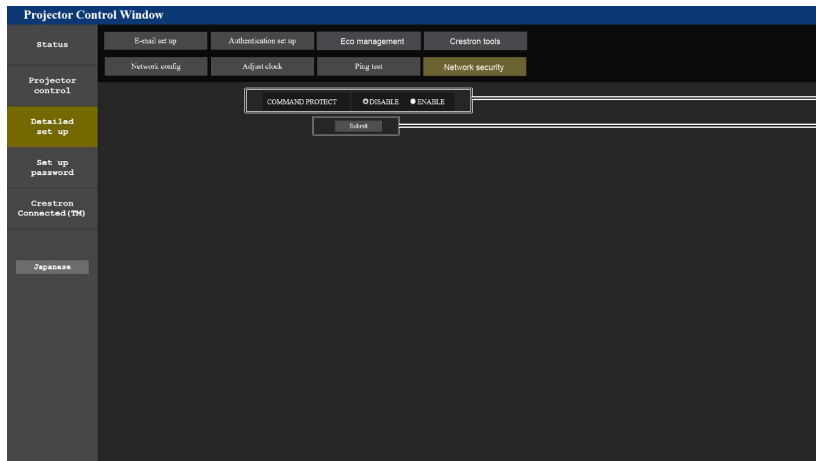 Projector Control Window
Status
E-mail set up
Authentication set up
Eco management
Crestron tools
Network config
Adjust clock
Ping test
Network security
Projector
control
COMMAND PROTECT
DISABLE
ENABLE
Submit
Detailed
set up
Set up
password
Crestron
Connected(TM)
Japanese